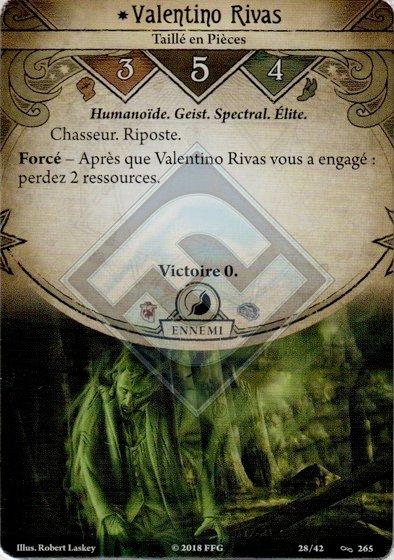 Valentino Rivas
Taillé en Pièces
3 5 4
Humanoïde. Geist. Spectral. Élite.
Chasseur. Riposte.
Forcé – Après que Valentino Rivas vous a engagé :
perdez 2 ressources.
Victoire 0.
ENNEMI
Illus. Robert Laskey © 2018 FFG 28/42 265